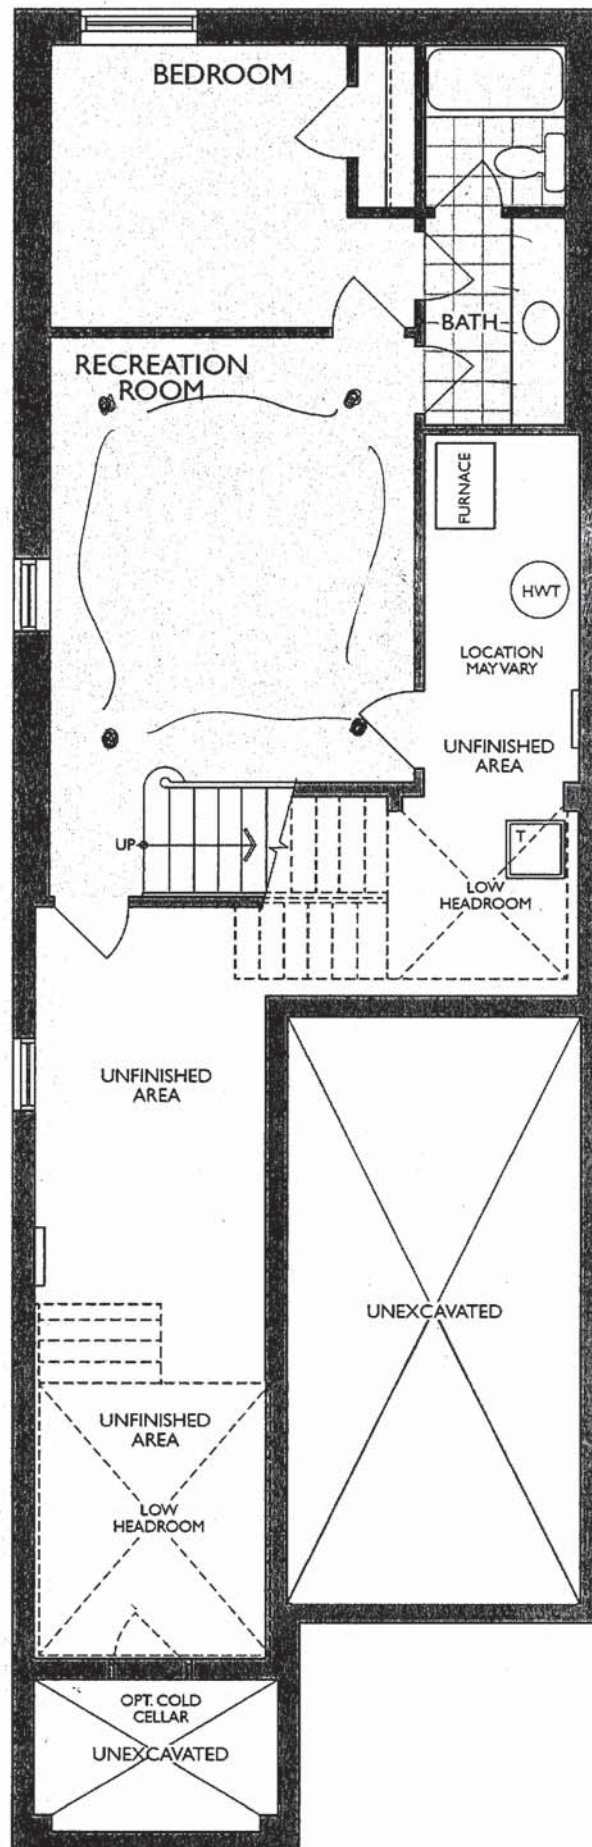 BEDROOM
BATH
RECREATION
ROOM
FURNACE
HWT
LOCATION
MAY VARY
UNFINISHED
AREA
UP
T
LOW
HEADROOM
UNFINISHED
AREA
UNEXCAVATED
UNFINISHED
AREA
LOW
HEADROOM
OPT. COLD
CELLAR
UNEXCAVATED